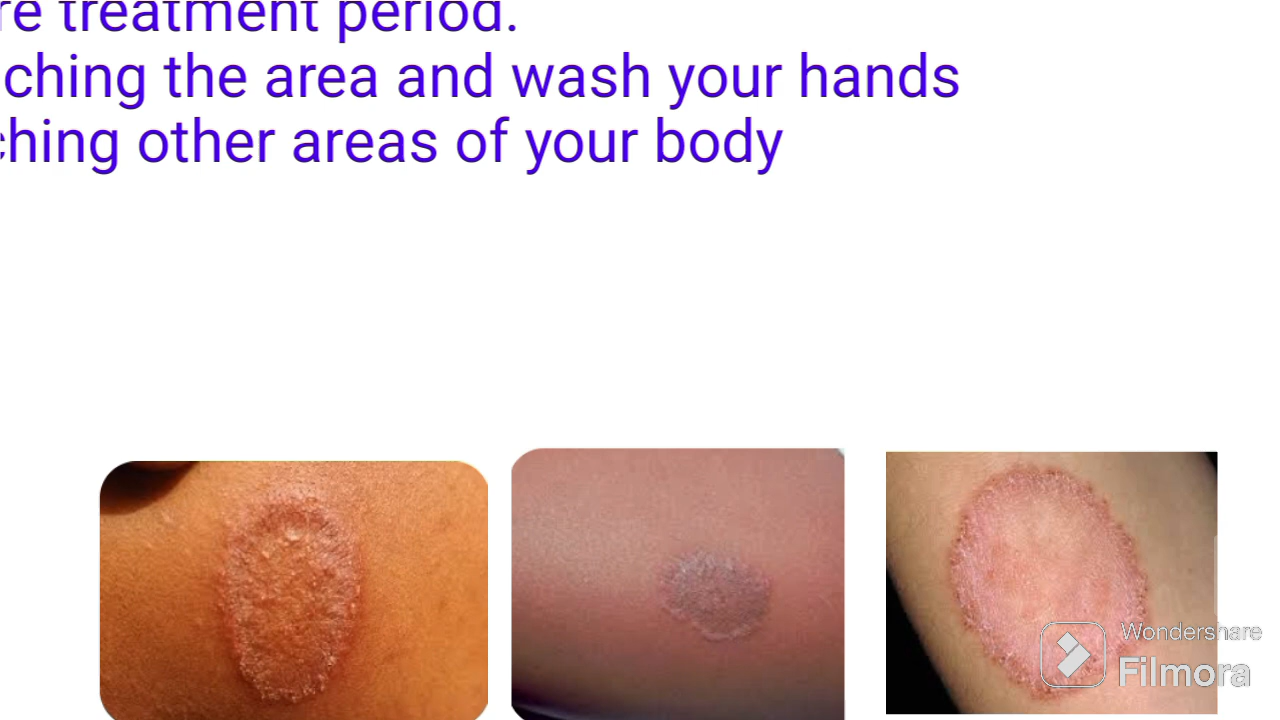 re treatment period.
ching the area and wash your hands
ching other areas of your body
Wondershare
Filmora